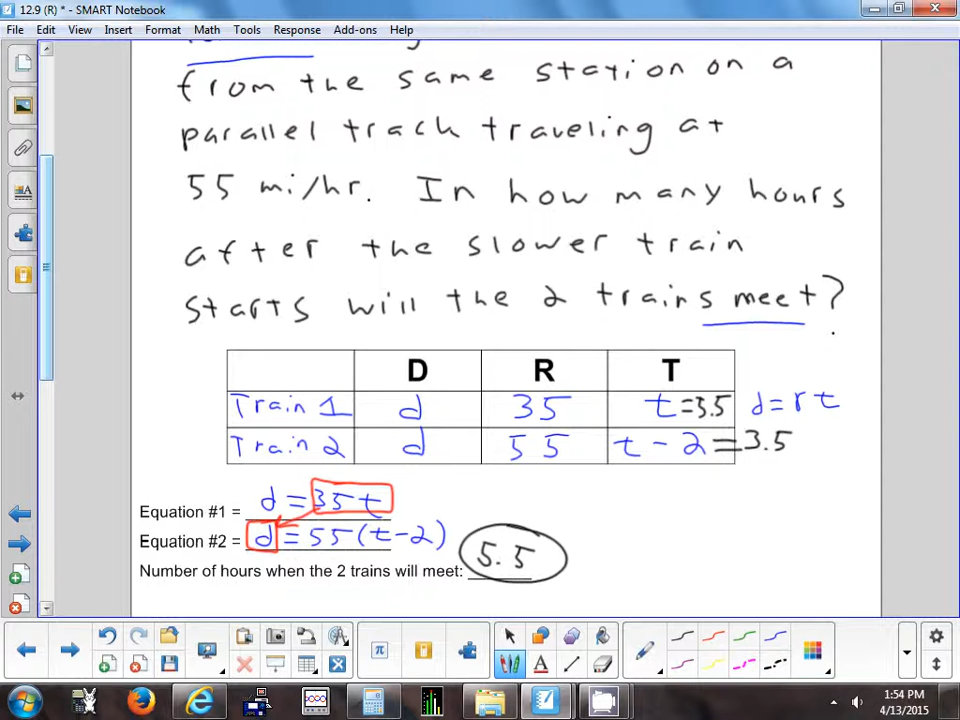 12.9 (R) * - SMART Notebook
File Edit View Insert Format Math Tools Response Add-ons Help
from the same station on a
parallel track traveling at
55 mi/hr. In how many hours
after the slower train
starts will the 2 trains meet?
D R T
Train 1 d 35 t = 3.5 d = r t
Train 2 d 55 t - 2 = 3.5
Equation #1 = d = 35 t
Equation #2 = d = 55(t-2)
Number of hours when the 2 trains will meet: 5.5
1:54 PM
4/13/2015